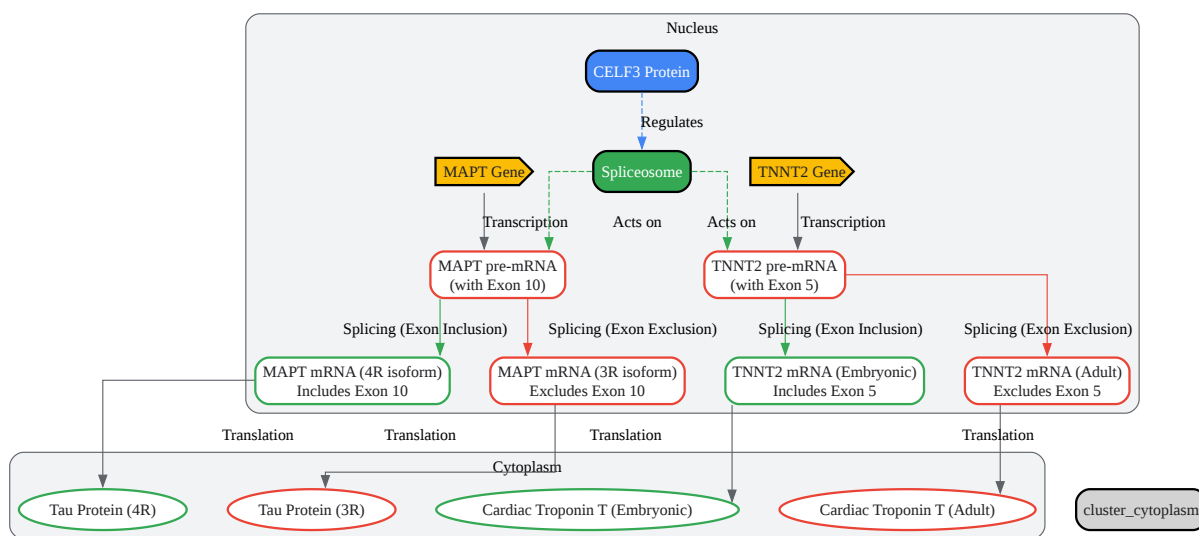 Nucleus
CELF3 Protein
Regulates
MAPT Gene
Spliceosome
TNNT2 Gene
Transcription
Acts on
Acts on
Transcription
MAPT pre-mRNA
(with Exon 10)
TNNT2 pre-mRNA
(with Exon 5)
Splicing (Exon Inclusion)
Splicing (Exon Exclusion)
Splicing (Exon Inclusion)
Splicing (Exon Exclusion)
MAPT mRNA (4R isoform)
Includes Exon 10
MAPT mRNA (3R isoform)
Excludes Exon 10
TNNT2 mRNA (Embryonic)
Includes Exon 5
TNNT2 mRNA (Adult)
Excludes Exon 5
Translation
Translation
Translation
Translation
Cytoplasm
Tau Protein (4R)
Tau Protein (3R)
Cardiac Troponin T (Embryonic)
Cardiac Troponin T (Adult)
cluster_cytoplasm